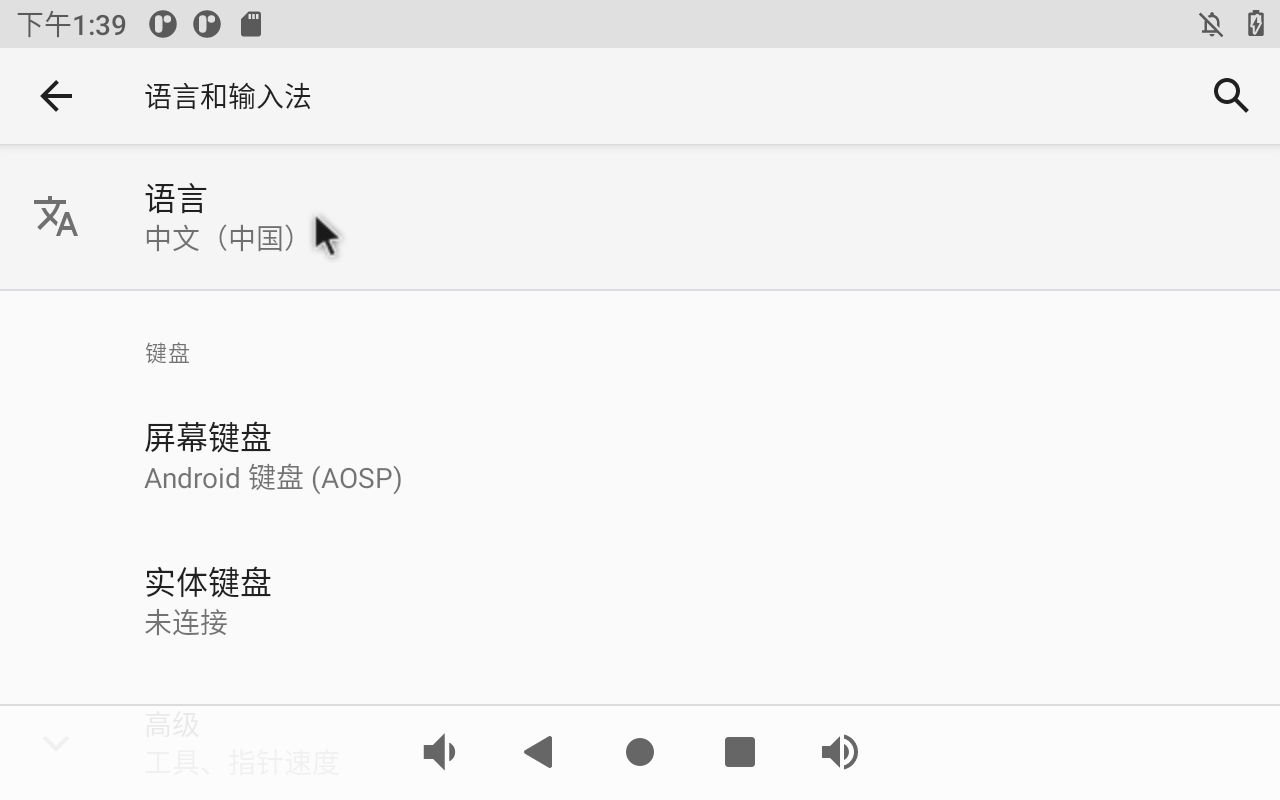 下午1:39
语言和输入法
语言
中文（中国）
键盘
屏幕键盘
Android 键盘 (AOSP)
实体键盘
未连接
高级
工具、指针速度